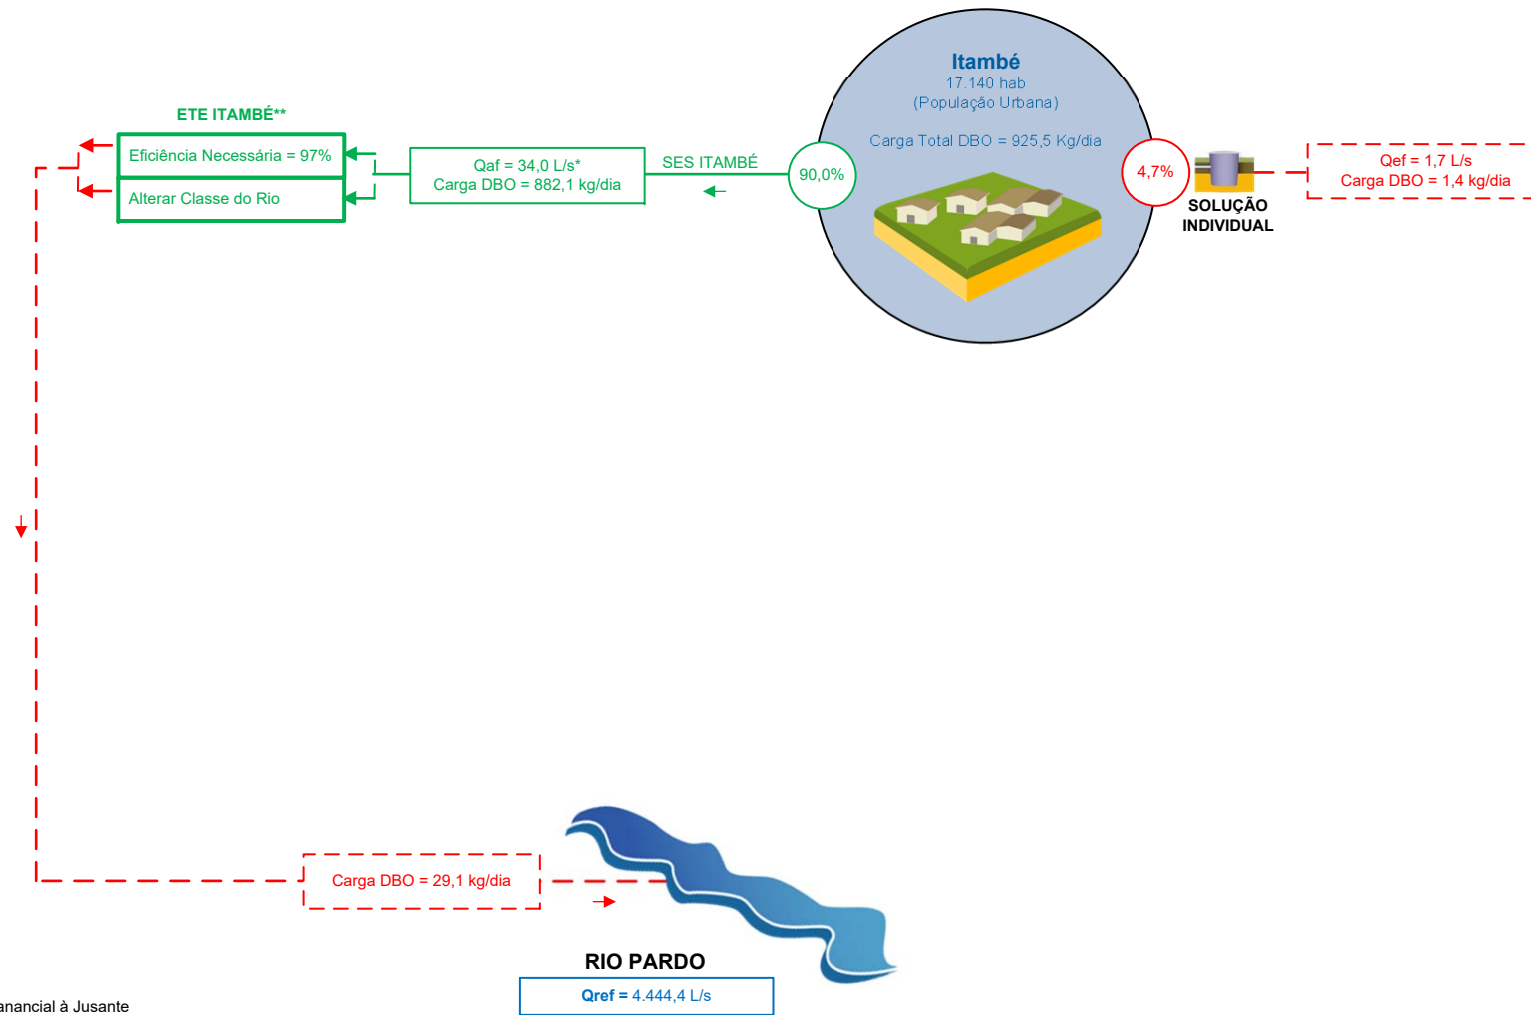 Itambé
17.140 hab
(População Urbana)
Carga Total DBO = 925,5 Kg/dia
ETE ITAMBÉ**
Eficiência Necessária = 97%
Alterar Classe do Rio
Qaf = 34,0 L/s*
Carga DBO = 882,1 kg/dia
SES ITAMBÉ
90,0%
4,7%
SOLUÇÃO
INDIVIDUAL
Qef = 1,7 L/s
Carga DBO = 1,4 kg/dia
Carga DBO = 29,1 kg/dia
RIO PARDO
Qref = 4.444,4 L/s
anancial à Jusante